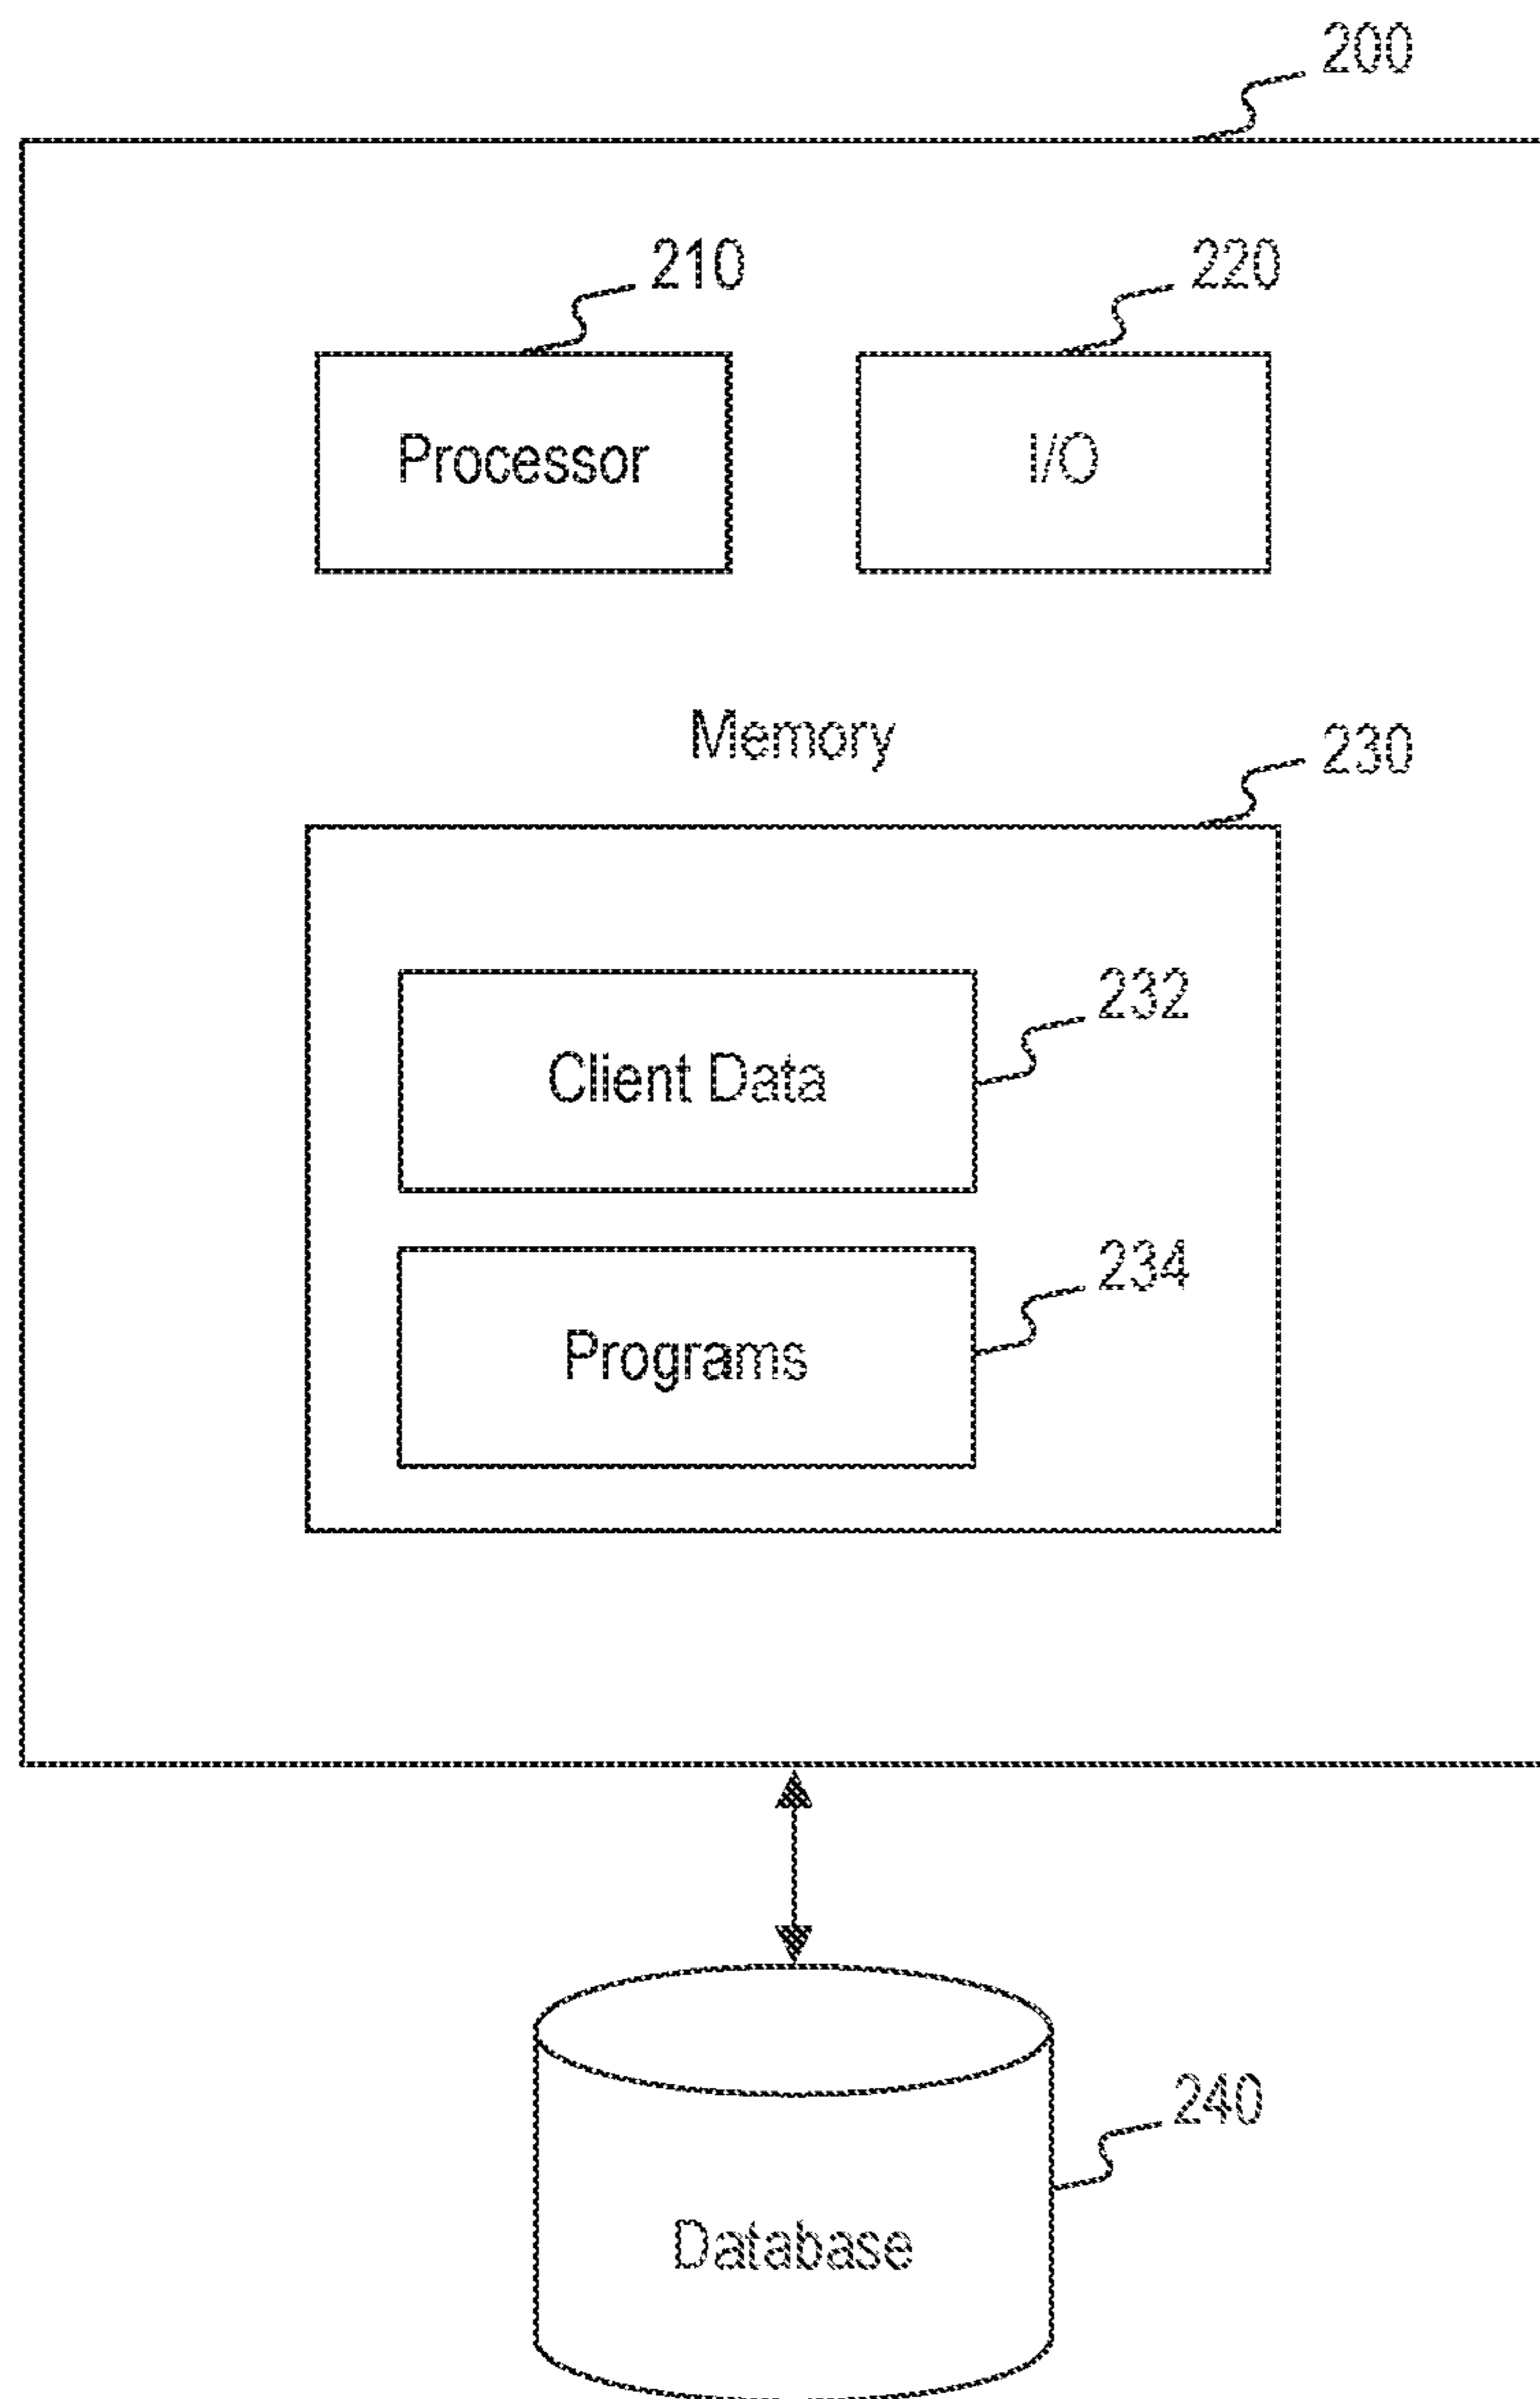 200
210
220
Processor
I/O
Memory
230
232
Client Data
234
Programs
240
Database